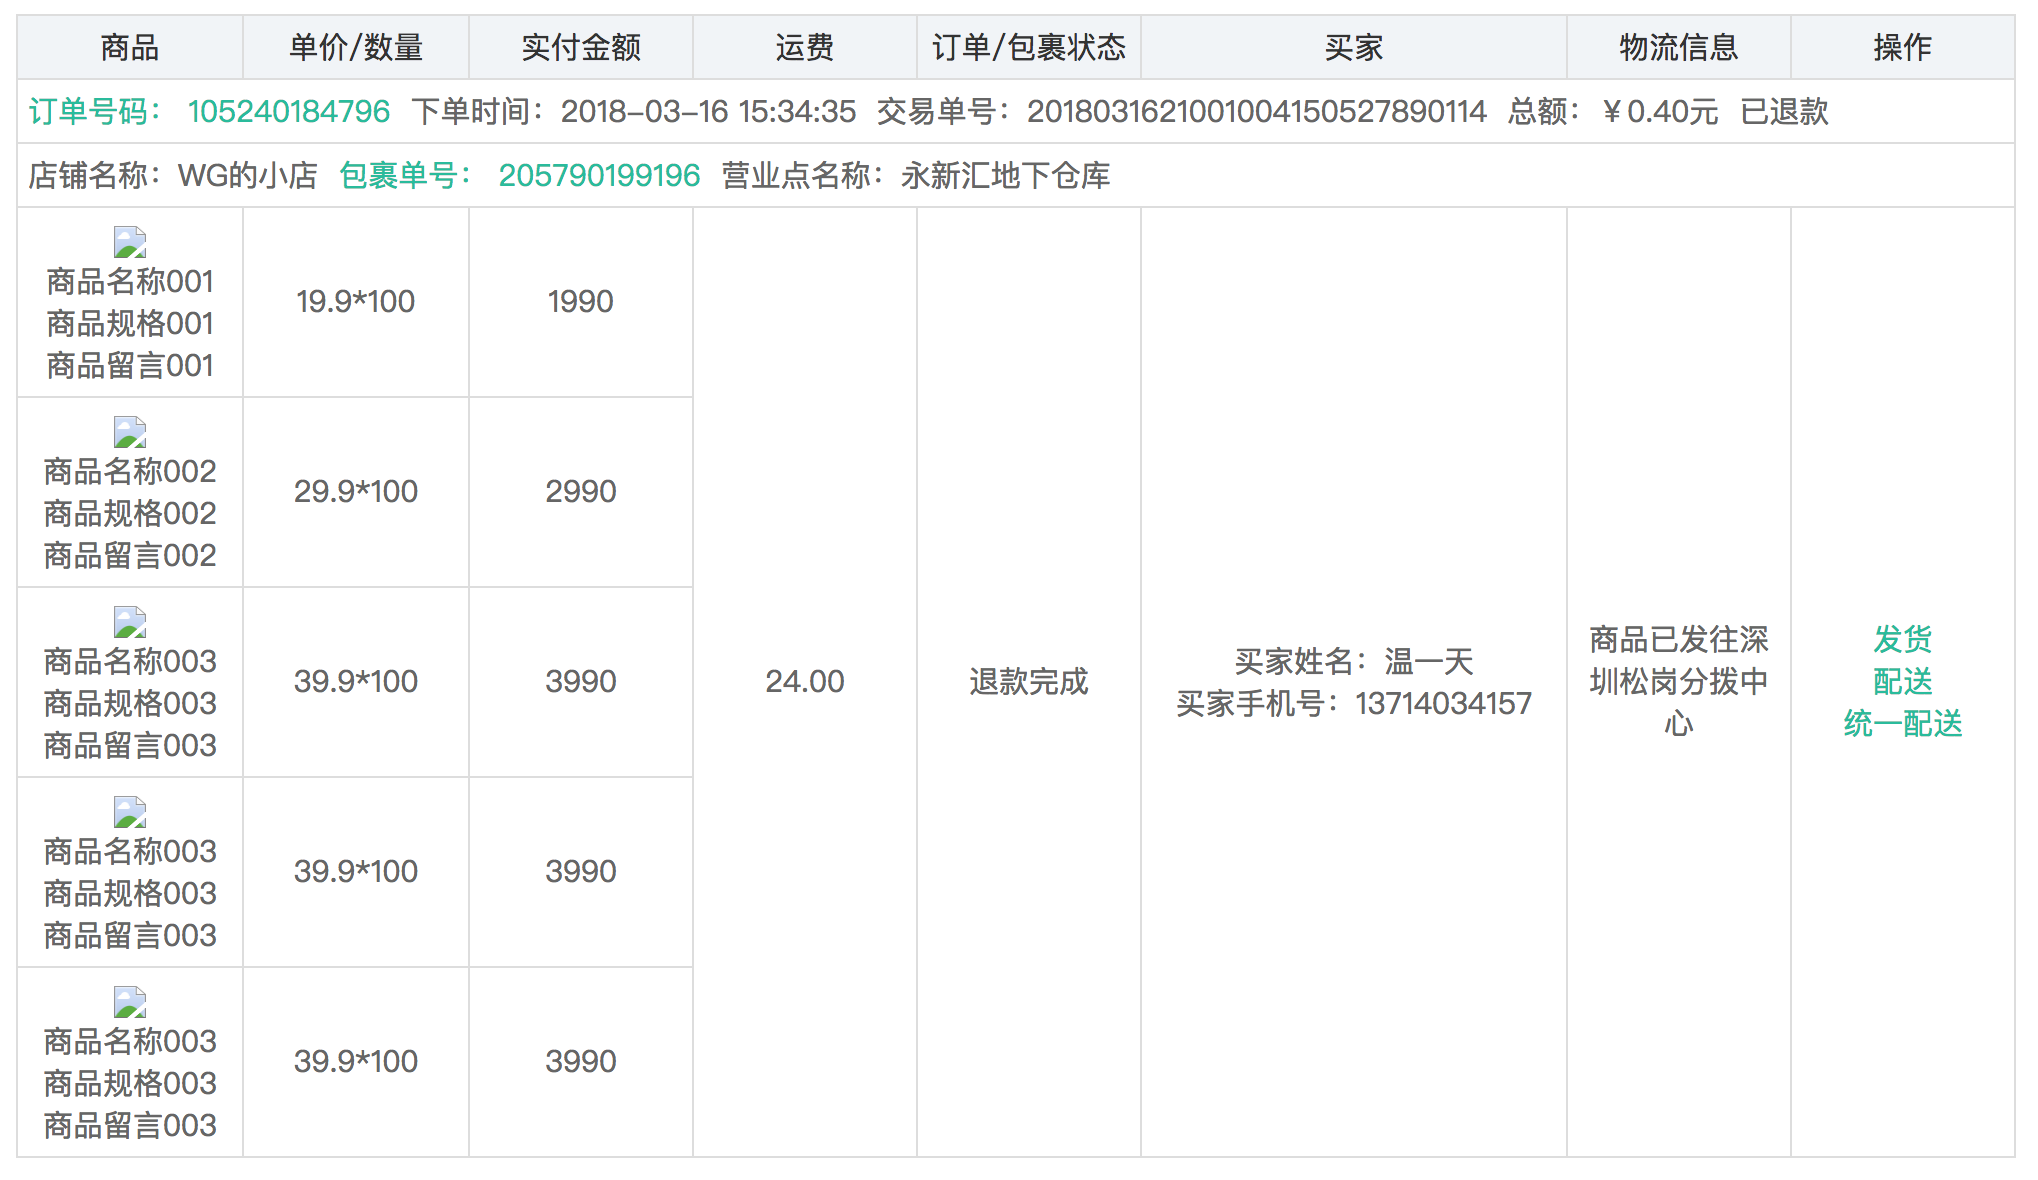 商品 单价/数量 实付金额 运费 订单/包裹状态 买家 物流信息 操作
订单号码： 105240184796 下单时间：2018-03-16 15:34:35 交易单号：2018031621001004150527890114 总额：￥0.40元 已退款
店铺名称：WG的小店 包裹单号： 205790199196 营业点名称：永新汇地下仓库
商品名称001
商品规格001
商品留言001
19.9*100
1990
商品名称002
商品规格002
商品留言002
29.9*100
2990
商品名称003
商品规格003
商品留言003
39.9*100
3990
商品名称003
商品规格003
商品留言003
39.9*100
3990
商品名称003
商品规格003
商品留言003
39.9*100
3990
24.00
退款完成
买家姓名：温一天
买家手机号：13714034157
商品已发往深
圳松岗分拨中
心
发货
配送
统一配送